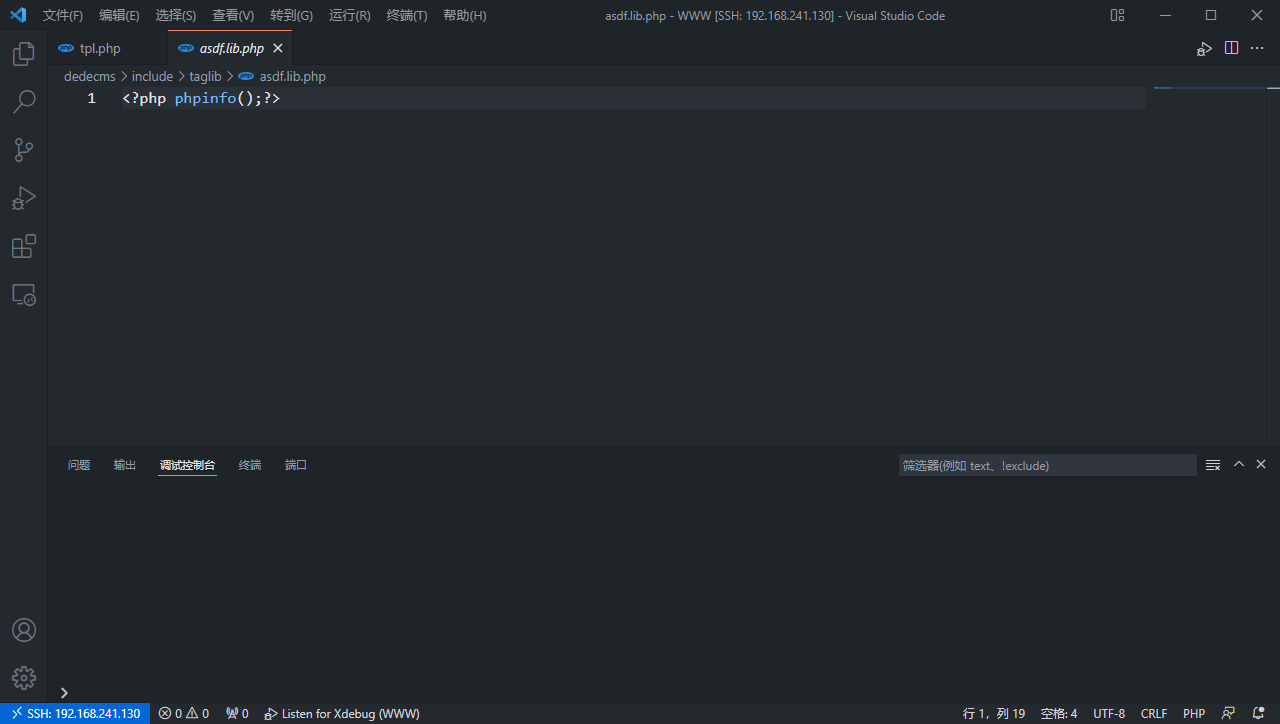 文件(F) 编辑(E) 选择(S) 查看(V) 转到(G) 运行(R) 终端(T) 帮助(H) asdf.lib.php - WWW [SSH: 192.168.241.130] - Visual Studio Code
php tpl.php php asdf.lib.php
dedecms > include > taglib > php asdf.lib.php
1 <?php phpinfo();?>
问题 输出 调试控制台 终端 端口 筛选器(例如 text、!exclude)
SSH: 192.168.241.130 0 0 0 Listen for Xdebug (WWW) 行 1，列 19 空格: 4 UTF-8 CRLF PHP